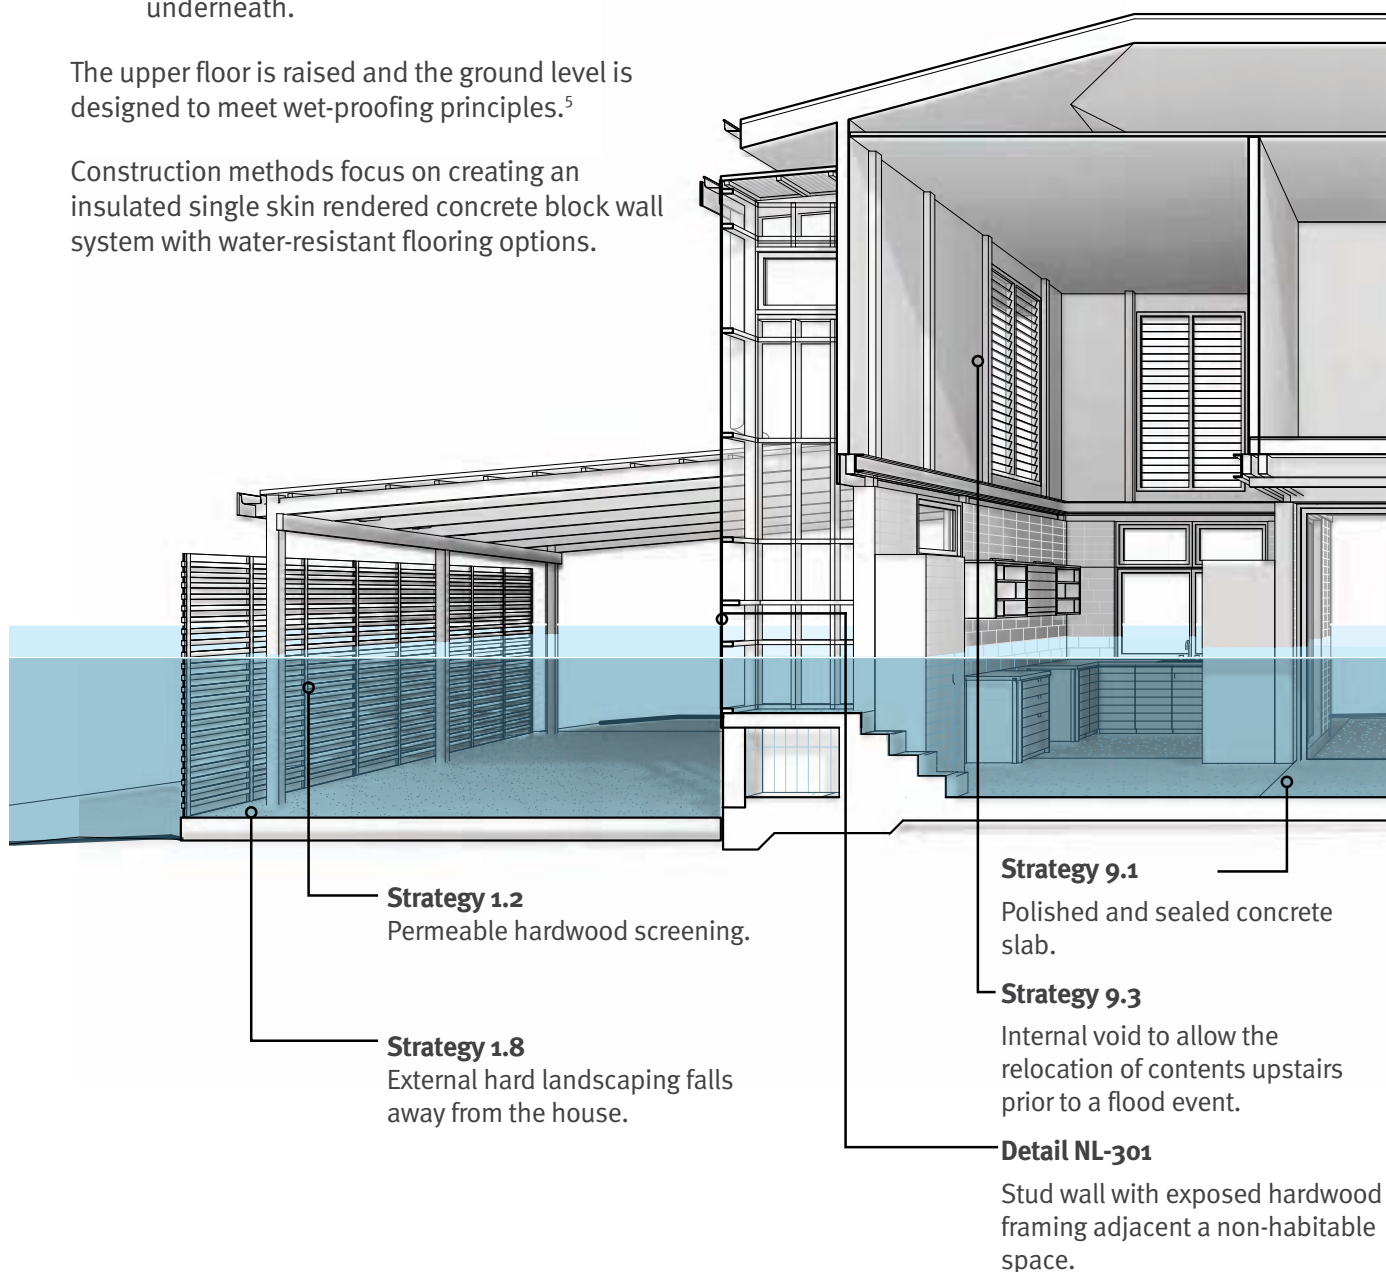 underneath.
The upper floor is raised and the ground level is
designed to meet wet-proofing principles.⁵
Construction methods focus on creating an
insulated single skin rendered concrete block wall
system with water-resistant flooring options.
Strategy 1.2
Permeable hardwood screening.
Strategy 1.8
External hard landscaping falls
away from the house.
Strategy 9.1
Polished and sealed concrete
slab.
Strategy 9.3
Internal void to allow the
relocation of contents upstairs
prior to a flood event.
Detail NL-301
Stud wall with exposed hardwood
framing adjacent a non-habitable
space.